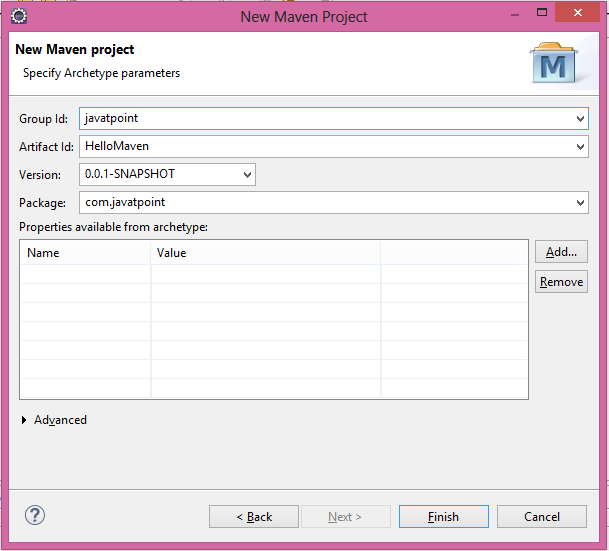 New Maven Project
New Maven project
Specify Archetype parameters
M
Group Id: javatpoint
Artifact Id: HelloMaven
Version: 0.0.1-SNAPSHOT
Package: com.javatpoint
Properties available from archetype:
Name Value
Add...
Remove
Advanced
? < Back Next > Finish Cancel